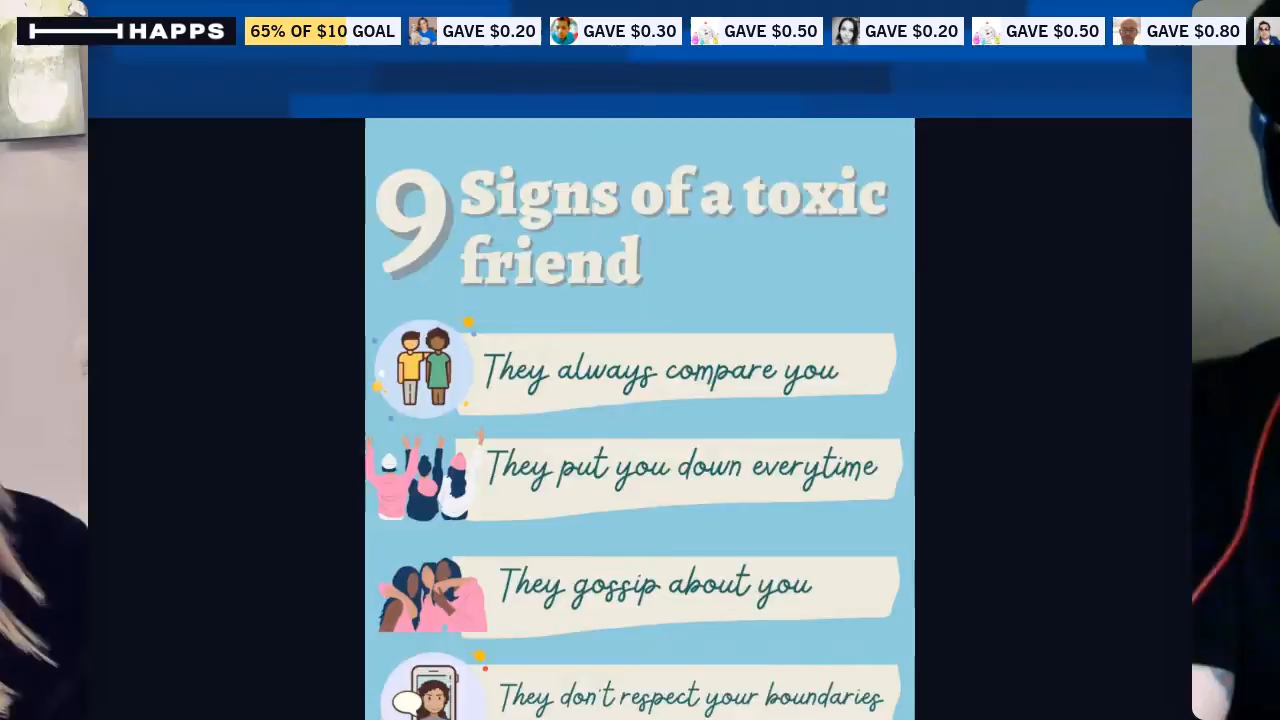 HAPPS
65% OF $10 GOAL
GAVE $0.20
GAVE $0.30
GAVE $0.50
GAVE $0.20
GAVE $0.50
GAVE $0.80
9 Signs of a toxic
friend
They always compare you
They put you down everytime
They gossip about you
They don't respect your boundaries